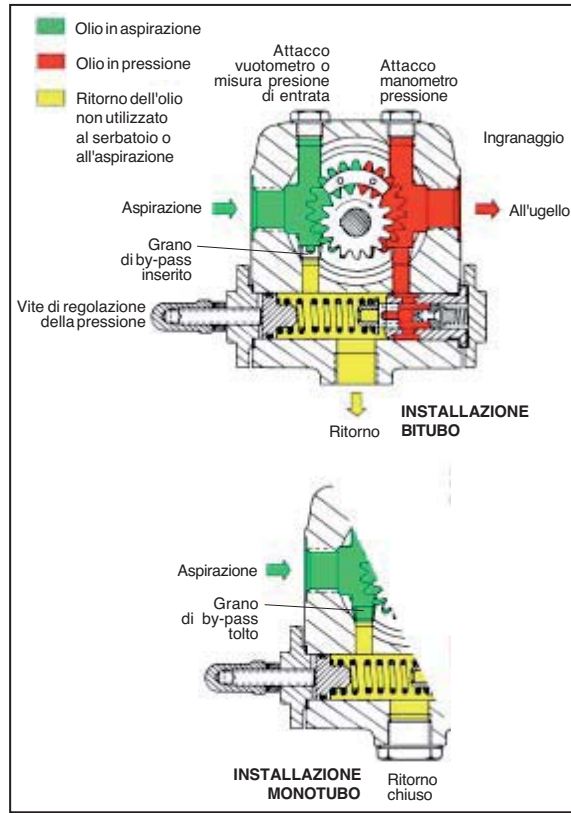 Olio in aspirazione
Olio in pressione
Ritorno dell'olio
non utilizzato
al serbatoio o
all'aspirazione
Attacco
vuotometro o
misura presione
di entrata
Attacco
manometro
pressione
Ingranaggio
Aspirazione
All'ugello
Grano
di by-pass
inserito
Vite di regolazione
della pressione
Ritorno
INSTALLAZIONE
BITUBO
Aspirazione
Grano
di by-pass
tolto
INSTALLAZIONE
MONOTUBO
Ritorno
chiuso